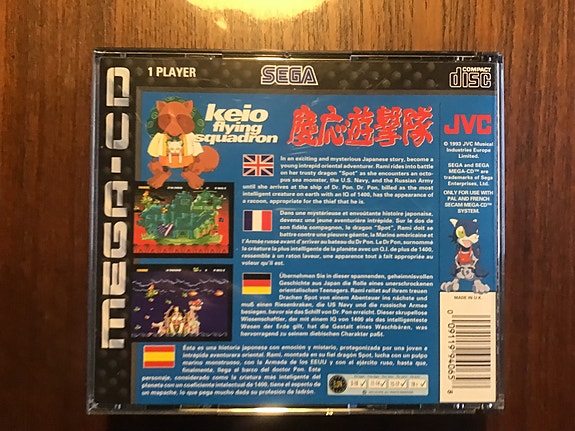 1 PLAYER
SEGA
COMPACT
disc
MEGA-CD
keio
flying
squadron
慶応遊撃隊
JVC
© 1993 JVC Musical
Industries Europe
Limited.
SEGA and SEGA
MEGA-CD™ are
trademarks of Sega
Enterprises, Ltd.
ONLY FOR USE WITH
PAL AND FRENCH
SECAM MEGA-CD™
SYSTEM.
MADE IN U K
In an exciting and mysterious Japanese story, become a
young intrepid oriental adventurer. Rami rides into battle
on her trusty dragon "Spot" as she encounters an octo-
pus sea monster, the U.S. Navy, and the Russian Army
until she arrives at the ship of Dr. Pon. Dr. Pon, billed as the most
intelligent creature on earth with an IQ of 1400, has the appearance of
a racoon, appropriate for the thief that he is.
Dans une mystérieuse et envoûtante histoire japonaise,
devenez une jeune aventurière intrépide. Sur le dos de
son fidèle compagnon, le dragon "Spot", Rami doit se
battre contre une pieuvre géante, la Marine américaine et
l'Armée russe avant d'arriver au bateau du Dr Pon. Le Dr Pon, surnommé
le créature la plus intelligente de la planète avec un Q.I. de plus de 1400,
ressemble à un raton laveur, une apparence tout à fait appropriée au
voleur qu'il est.
Übernehmen Sie in dieser spannenden, geheimnisvollen
Geschichte aus Japan die Rolle eines unerschrockenen
orientalischen Teenagers. Rami reitet auf ihrem treuen
Drachen Spot von einem Abenteuer ins nächste und
muß einen Riesenkraken, die US Navy und die russische Armee
besiegen, bevor sie das Schiff von Dr. Pon erreicht. Dieser skrupellose
Wissenschaftler, der mit einem IQ von 1400 als das intelligenteste
Wesen der Erde gilt, hat die Gestalt eines Waschbären, was
hervorragend zu seinem diebischen Charakter paßt.
Ésta es una historia japonesa con emoción y misterio, protagonizada por una joven e
intrépida aventurera oriental. Rami, montada en su fiel dragón Spot, lucha con un pulpo
marino monstruoso, con la Armada de los EEUU y con el ejército ruso, hasta que,
finalmente, llega al barco del doctor Pon. Este
personaje, considerado como la criatura más inteligente del
planeta con un coeficiente intelectual de 1400, tiene el aspecto de
un mapache, lo que sega mucho sobre su profesión de ladrón.